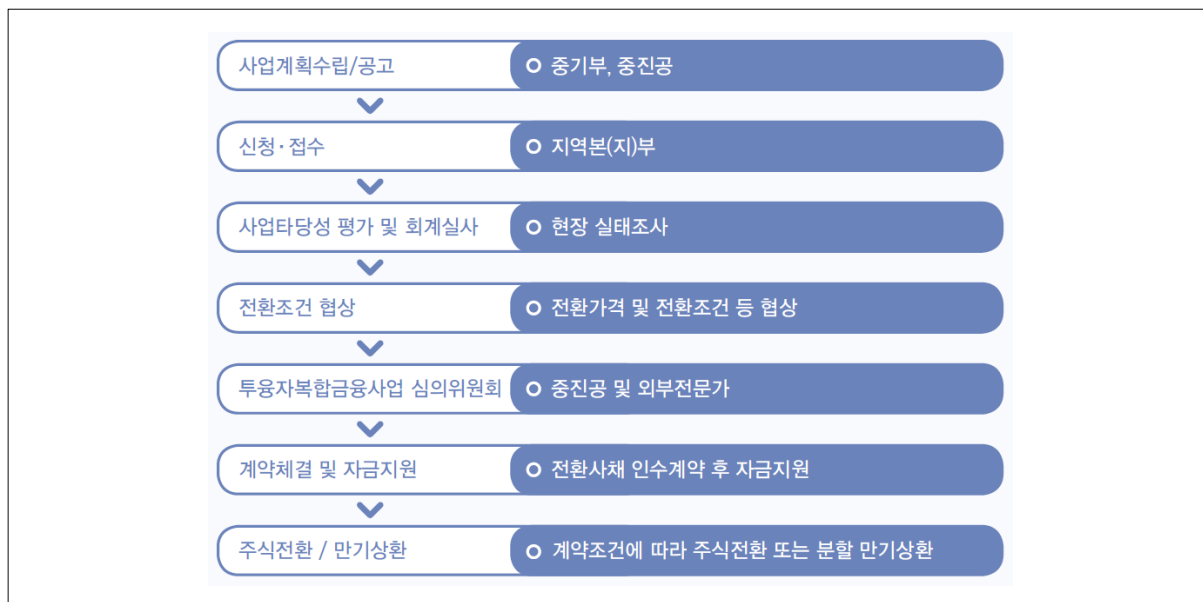 사업계획수립/공고 ㅇ 중기부, 중진공
신청·접수 ㅇ 지역본(지)부
사업타당성 평가 및 회계실사 ㅇ 현장 실태조사
전환조건 협상 ㅇ 전환가격 및 전환조건 등 협상
투융자복합금융사업 심의위원회 ㅇ 중진공 및 외부전문가
계약체결 및 자금지원 ㅇ 전환사채 인수계약 후 자금지원
주식전환 / 만기상환 ㅇ 계약조건에 따라 주식전환 또는 분할 만기상환